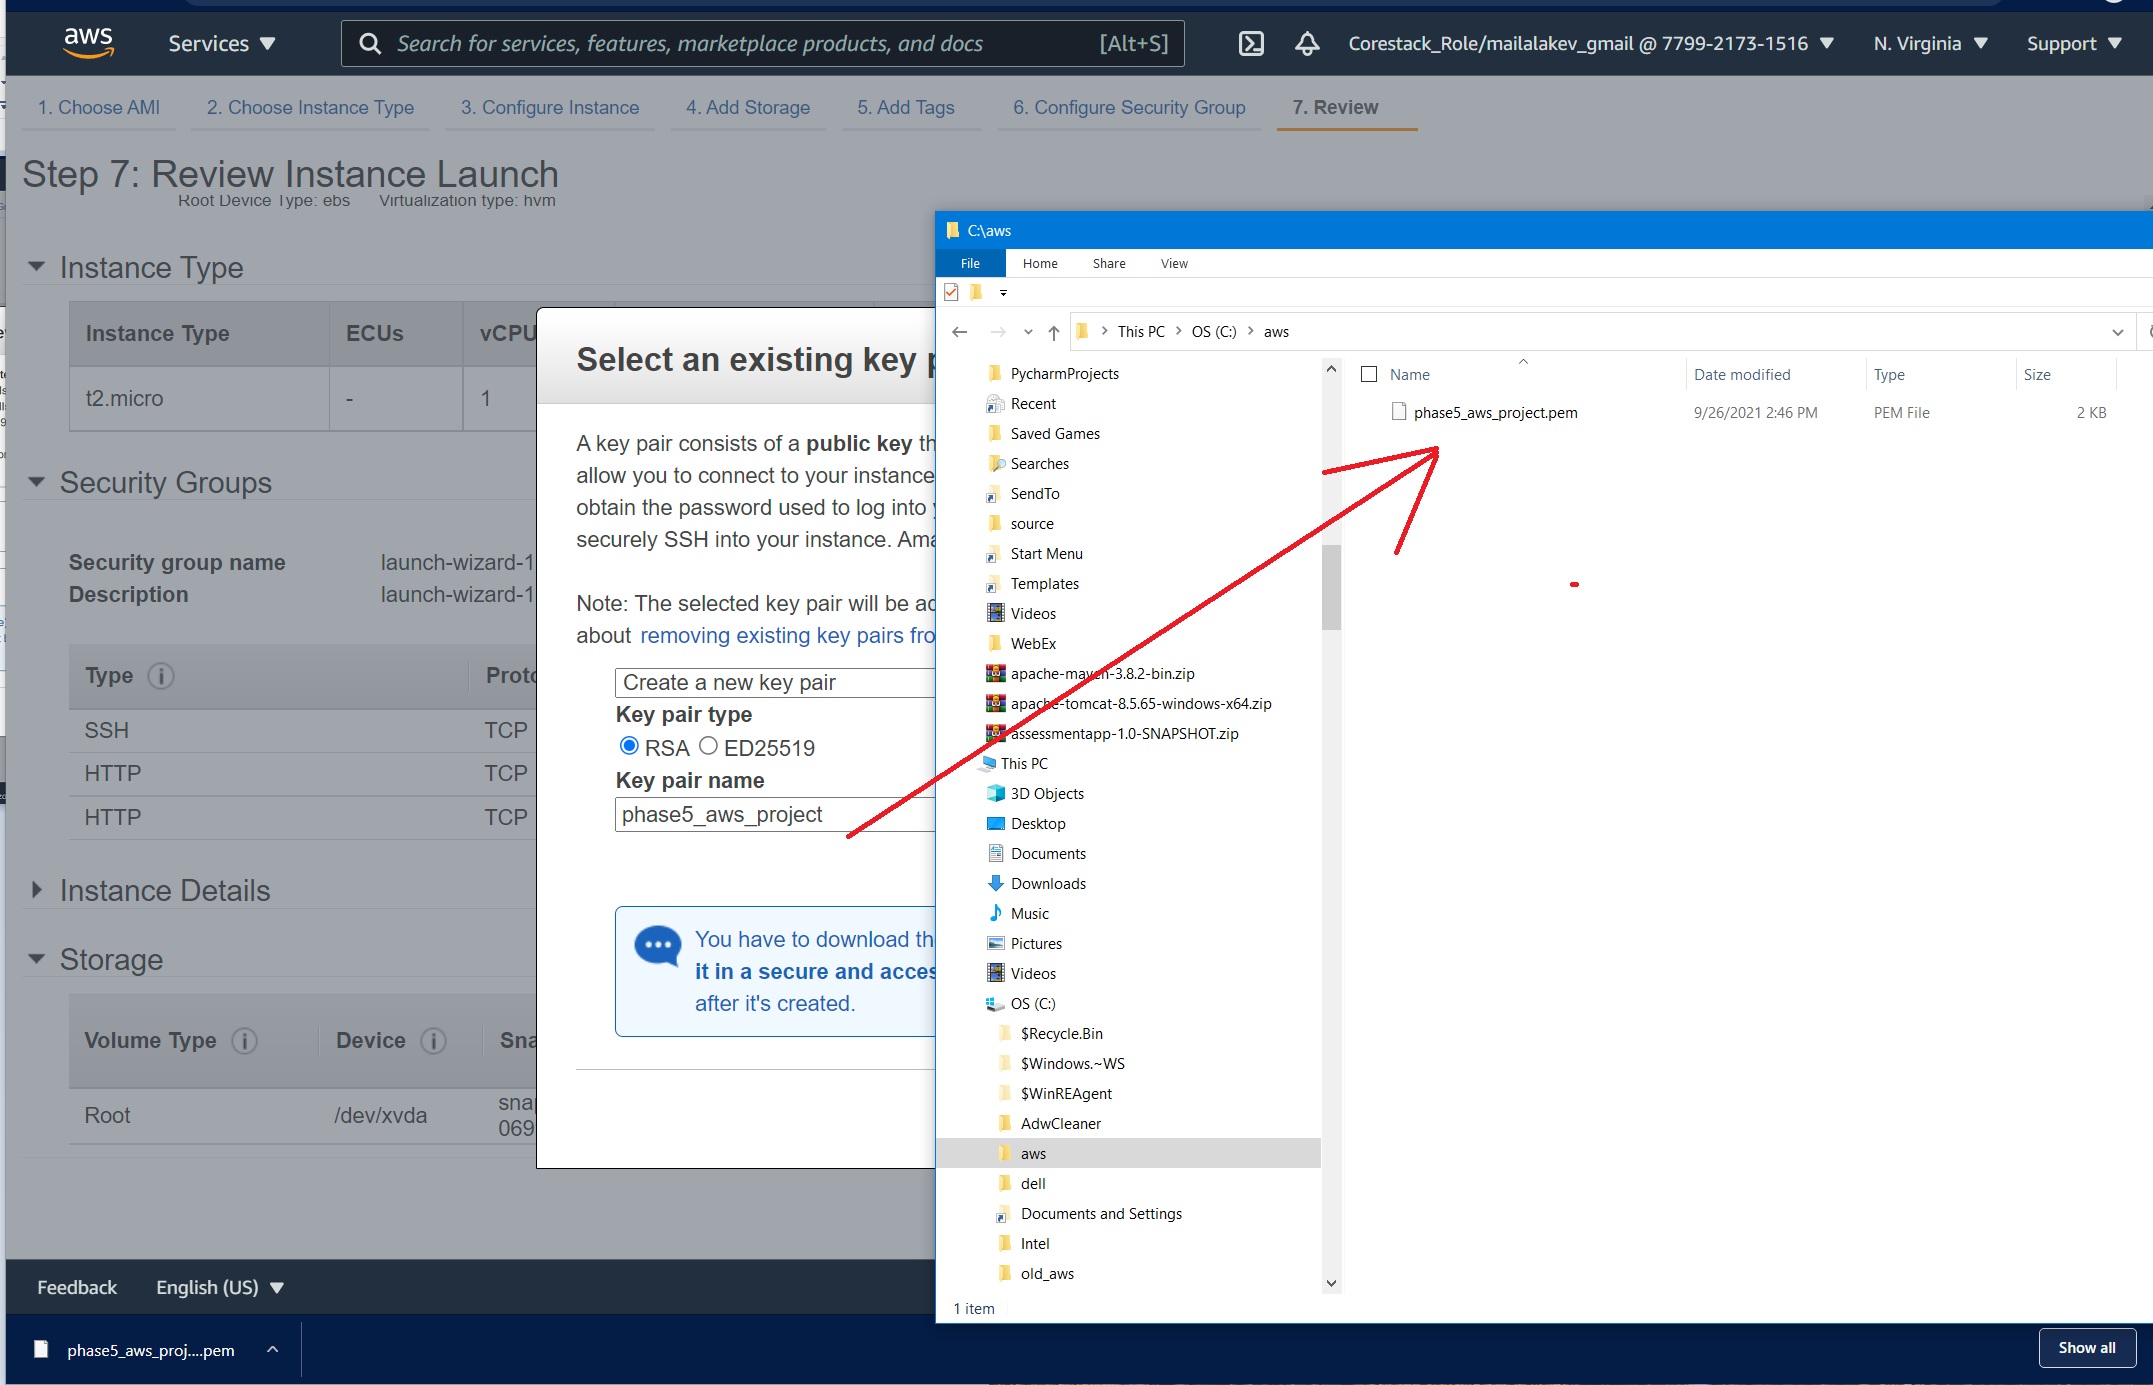 aws
Services
Search for services, features, marketplace products, and docs [Alt+S]
Corestack_Role/mailalakev_gmail @ 7799-2173-1516
N. Virginia
Support
1. Choose AMI 2. Choose Instance Type 3. Configure Instance 4. Add Storage 5. Add Tags 6. Configure Security Group 7. Review
Step 7: Review Instance Launch
Root Device Type: ebs Virtualization type: hvm
Instance Type
Instance Type ECUs vCPU
t2.micro - 1
Security Groups
Security group name launch-wizard-1
Description launch-wizard-1
Type Proto
SSH TCP
HTTP TCP
HTTP TCP
Instance Details
Storage
Volume Type Device Sna
Root /dev/xvda snap
069
Select an existing key p
A key pair consists of a public key th
allow you to connect to your instance
obtain the password used to log into
securely SSH into your instance. Ama
Note: The selected key pair will be ad
about removing existing key pairs fro
Create a new key pair
Key pair type
RSA ED25519
Key pair name
phase5_aws_project
You have to download th
it in a secure and acces
after it's created.
C:\aws
File Home Share View
This PC > OS (C:) > aws
PycharmProjects
Recent
Saved Games
Searches
SendTo
source
Start Menu
Templates
Videos
WebEx
apache-maven-3.8.2-bin.zip
apache-tomcat-8.5.65-windows-x64.zip
assessmentapp-1.0-SNAPSHOT.zip
This PC
3D Objects
Desktop
Documents
Downloads
Music
Pictures
Videos
OS (C:)
$Recycle.Bin
$Windows.~WS
$WinREAgent
AdwCleaner
aws
dell
Documents and Settings
Intel
old_aws
Name Date modified Type Size
phase5_aws_project.pem 9/26/2021 2:46 PM PEM File 2 KB
1 item
Feedback English (US)
phase5_aws_proj....pem
Show all